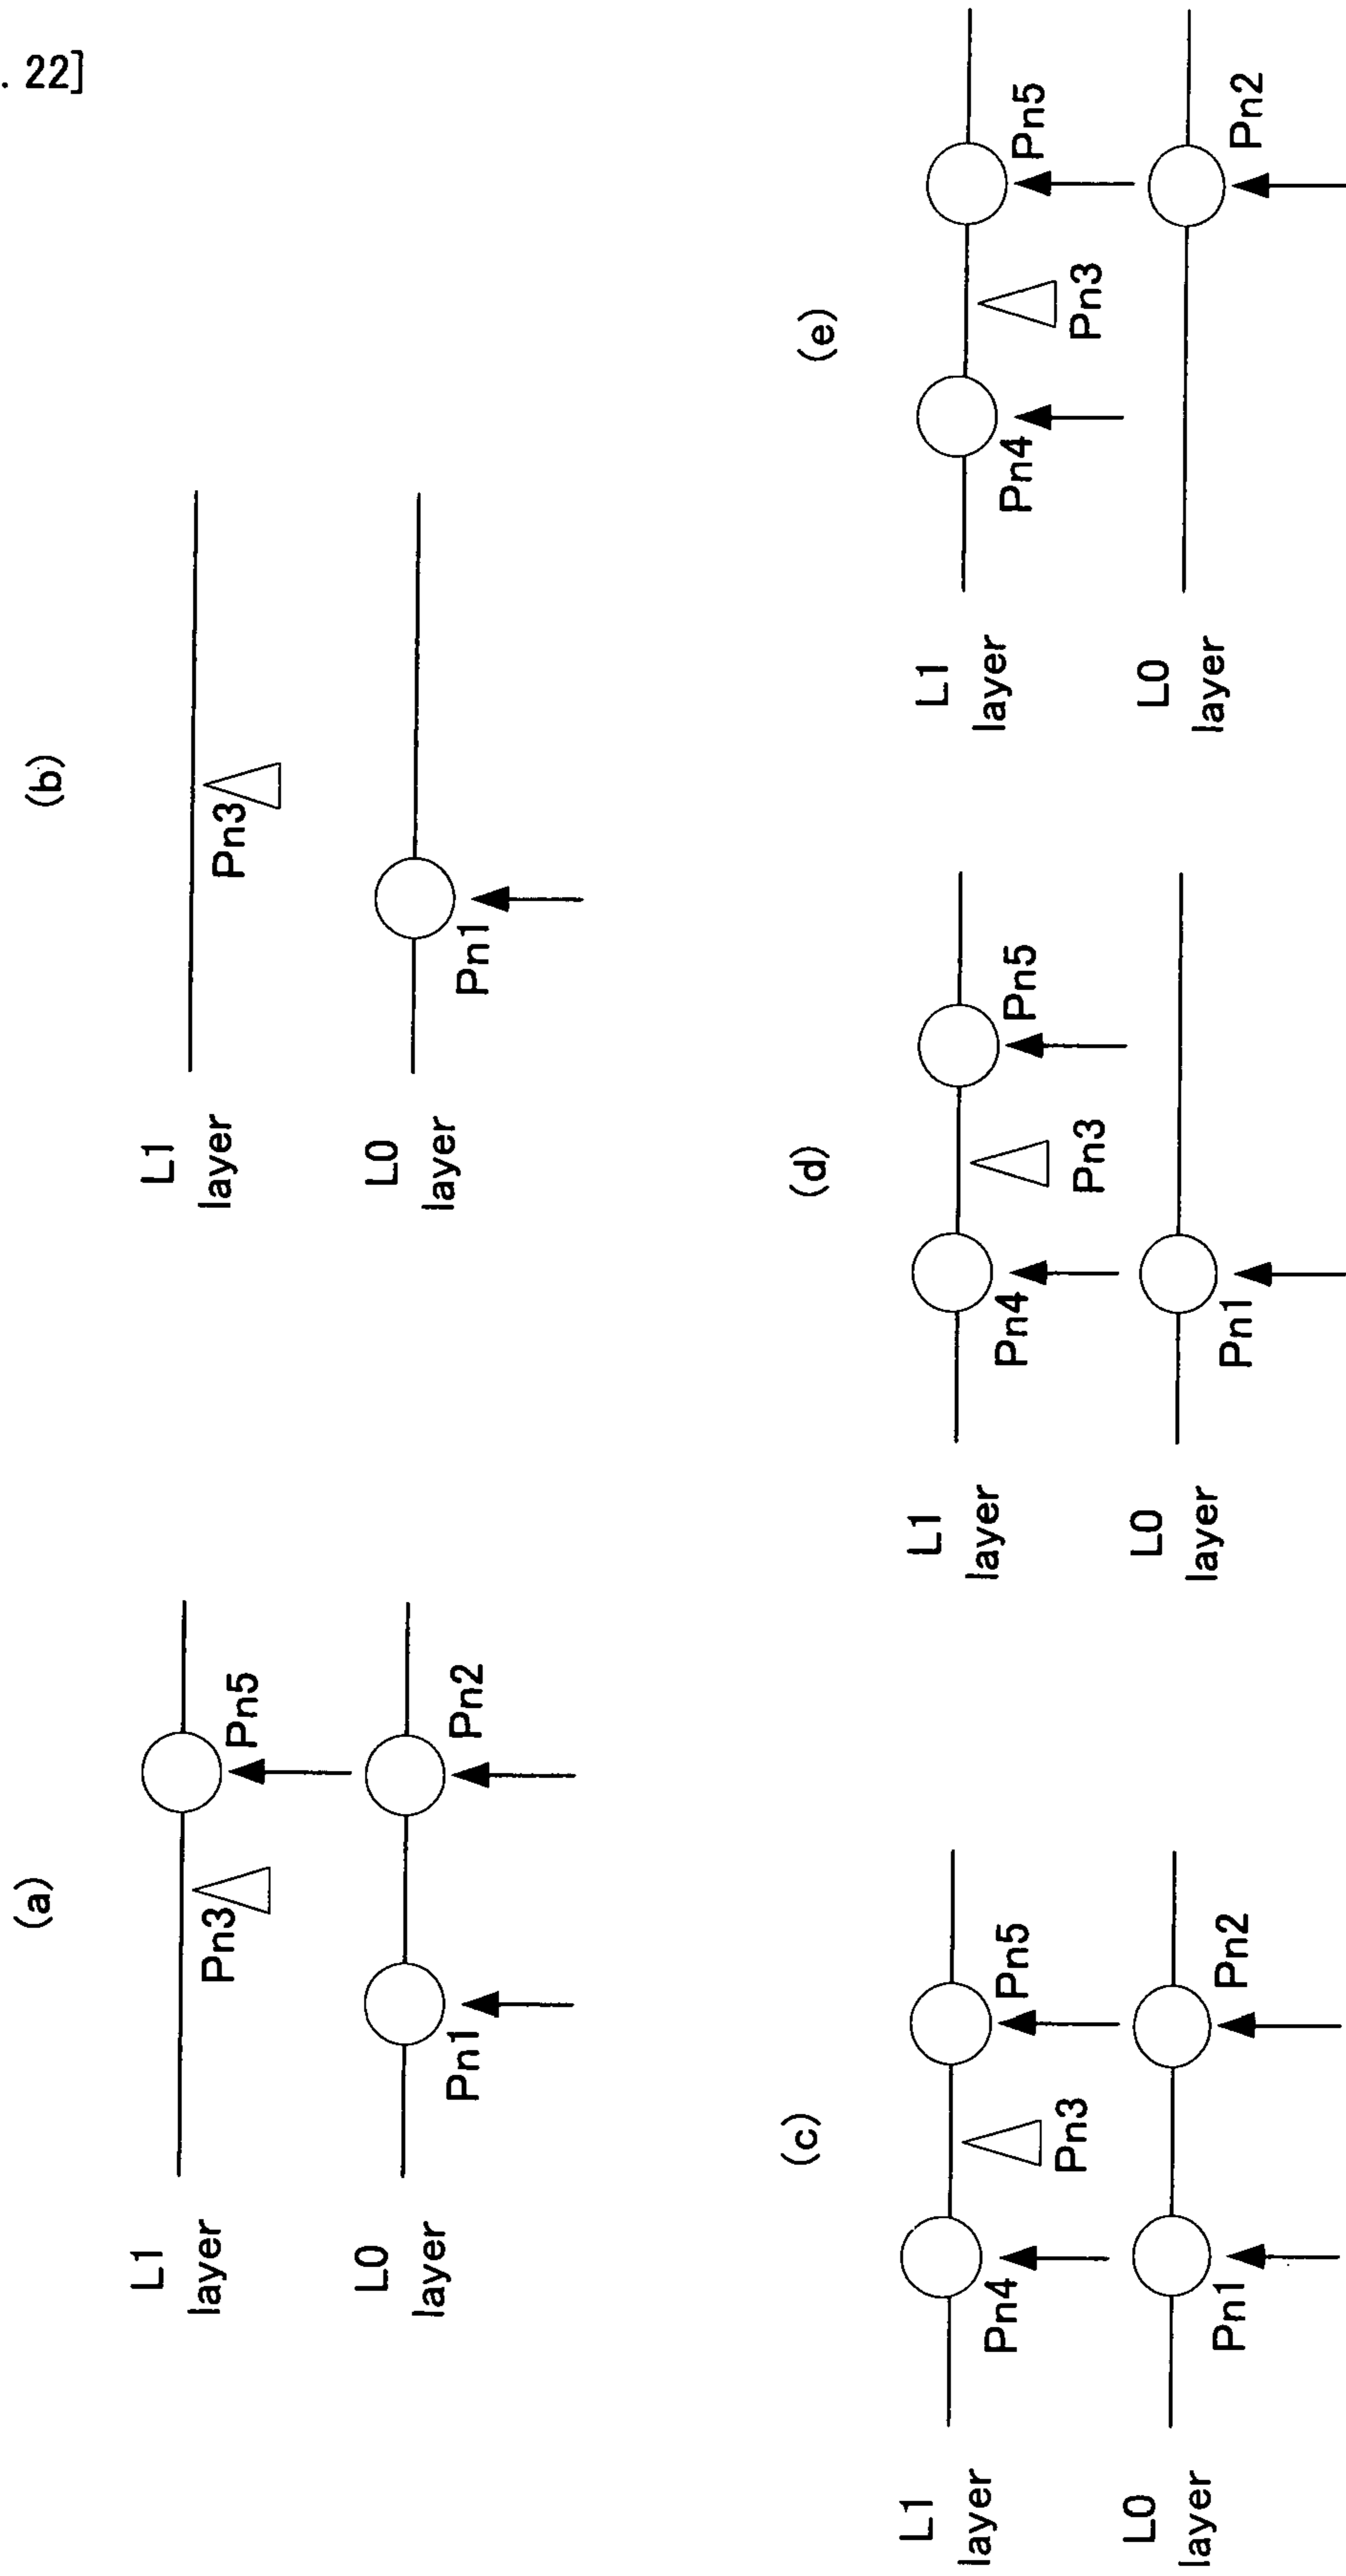 . 22]
(a)
L1
layer
Pn3
Pn5
L0
layer
Pn1
Pn2
(b)
L1
layer
Pn3
L0
layer
Pn1
(c)
L1
layer
Pn4
Pn3
Pn5
L0
layer
Pn1
Pn2
(d)
L1
layer
Pn4
Pn3
Pn5
L0
layer
Pn1
(e)
L1
layer
Pn4
Pn3
Pn5
L0
layer
Pn2